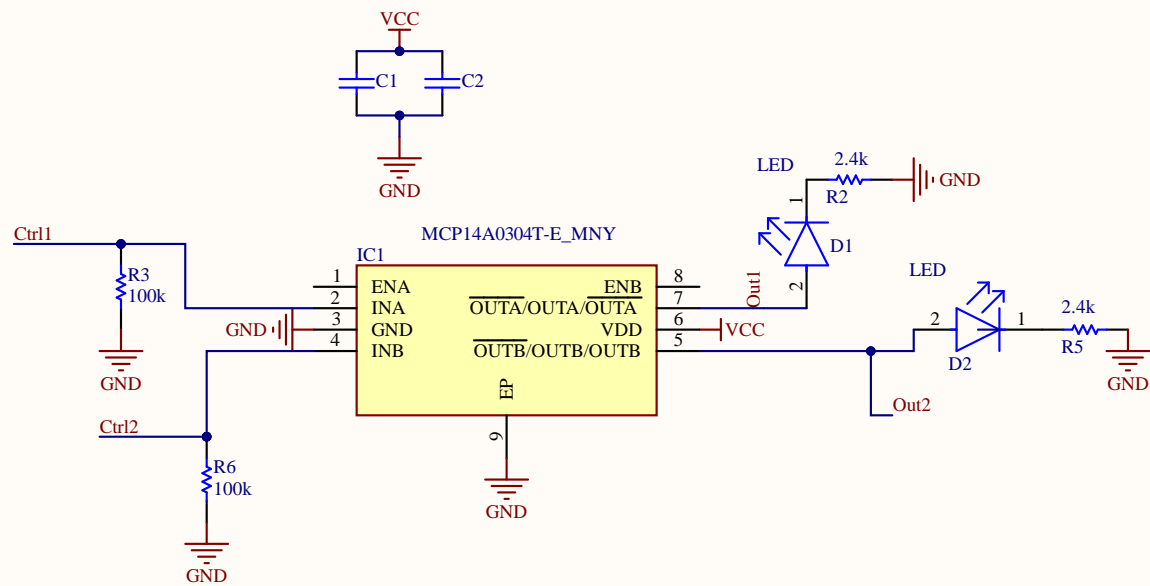 VCC
C1
C2
GND
LED
2.4k
1
R2
GND
Ctrl1
MCP14A0304T-E_MNY
D1
IC1
LED
R3
100k
1
ENA
ENB
8
2
Out1
2
INA
OUTA/OUTA/OUTA
7
2.4k
GND
3
GND
VDD
6
VCC
2
1
4
INB
OUTB/OUTB/OUTB
5
R5
D2
GND
EP
GND
Out2
Ctrl2
9
R6
100k
GND
GND